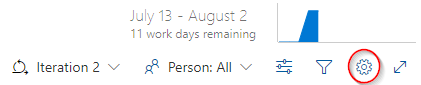 July 13 - August 2
11 work days remaining
Iteration 2 Person: All